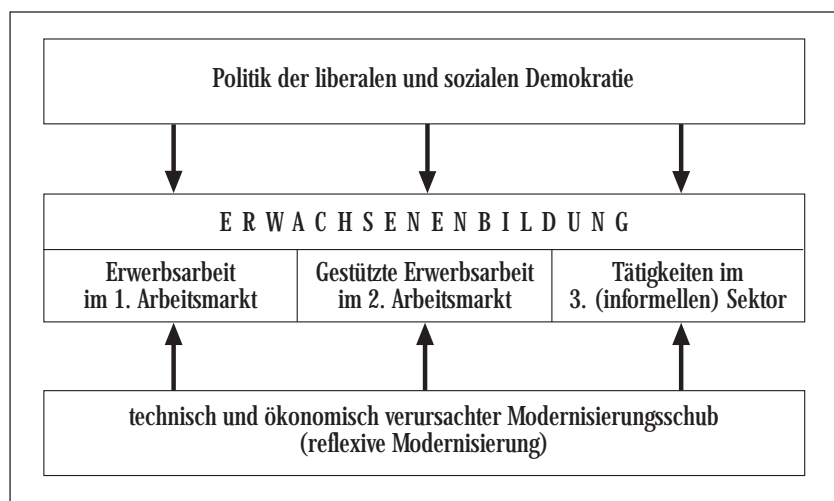 Politik der liberalen und sozialen Demokratie
ERWACHSENENBILDUNG
Erwerbsarbeit
im 1. Arbeitsmarkt
Gestützte Erwerbsarbeit
im 2. Arbeitsmarkt
Tätigkeiten im
3. (informellen) Sektor
technisch und ökonomisch verursachter Modernisierungsschub
(reflexive Modernisierung)